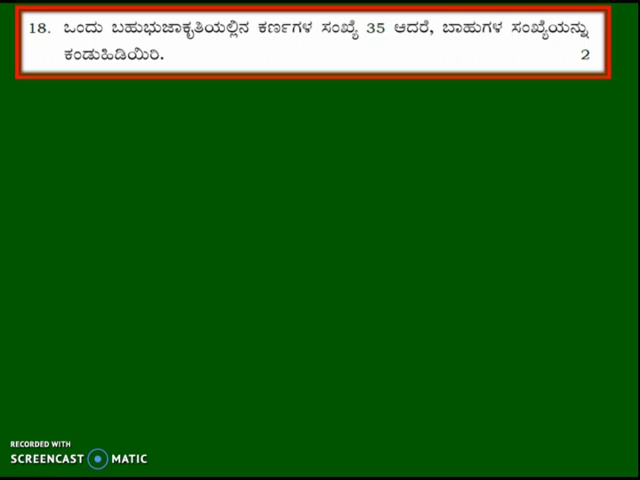 18. ಒಂದು ಬಹುಭುಜಾಕೃತಿಯಲ್ಲಿನ ಕರ್ಣಗಳ ಸಂಖ್ಯೆ 35 ಆದರೆ, ಬಾಹುಗಳ ಸಂಖ್ಯೆಯನ್ನು
ಕಂಡುಹಿಡಿಯಿರಿ. 2
RECORDED WITH
SCREENCAST MATIC